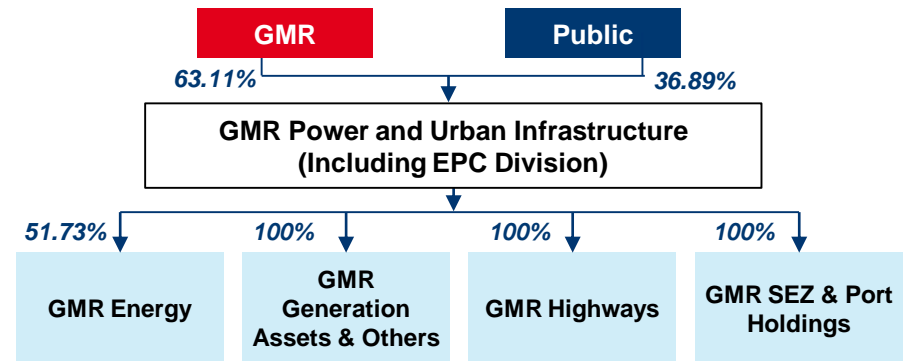 GMR
Public
63.11%
36.89%
GMR Power and Urban Infrastructure
(Including EPC Division)
51.73%
100%
100%
100%
GMR Energy
GMR
Generation
Assets & Others
GMR Highways
GMR SEZ & Port
Holdings